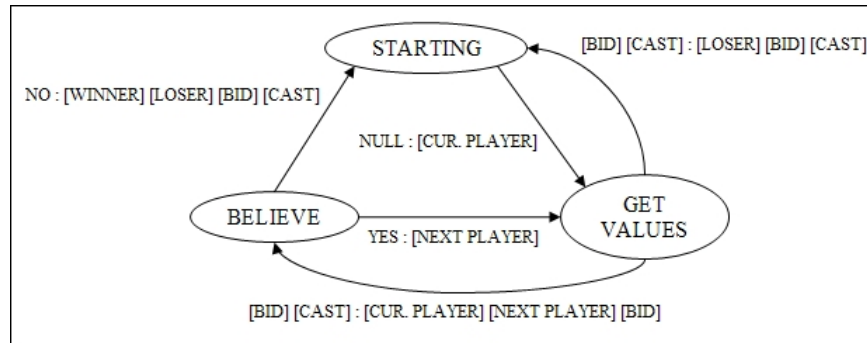 STARTING
[BID] [CAST] : [LOSER] [BID] [CAST]
NO : [WINNER] [LOSER] [BID] [CAST]
NULL : [CUR. PLAYER]
BELIEVE
GET
VALUES
YES : [NEXT PLAYER]
[BID] [CAST] : [CUR. PLAYER] [NEXT PLAYER] [BID]